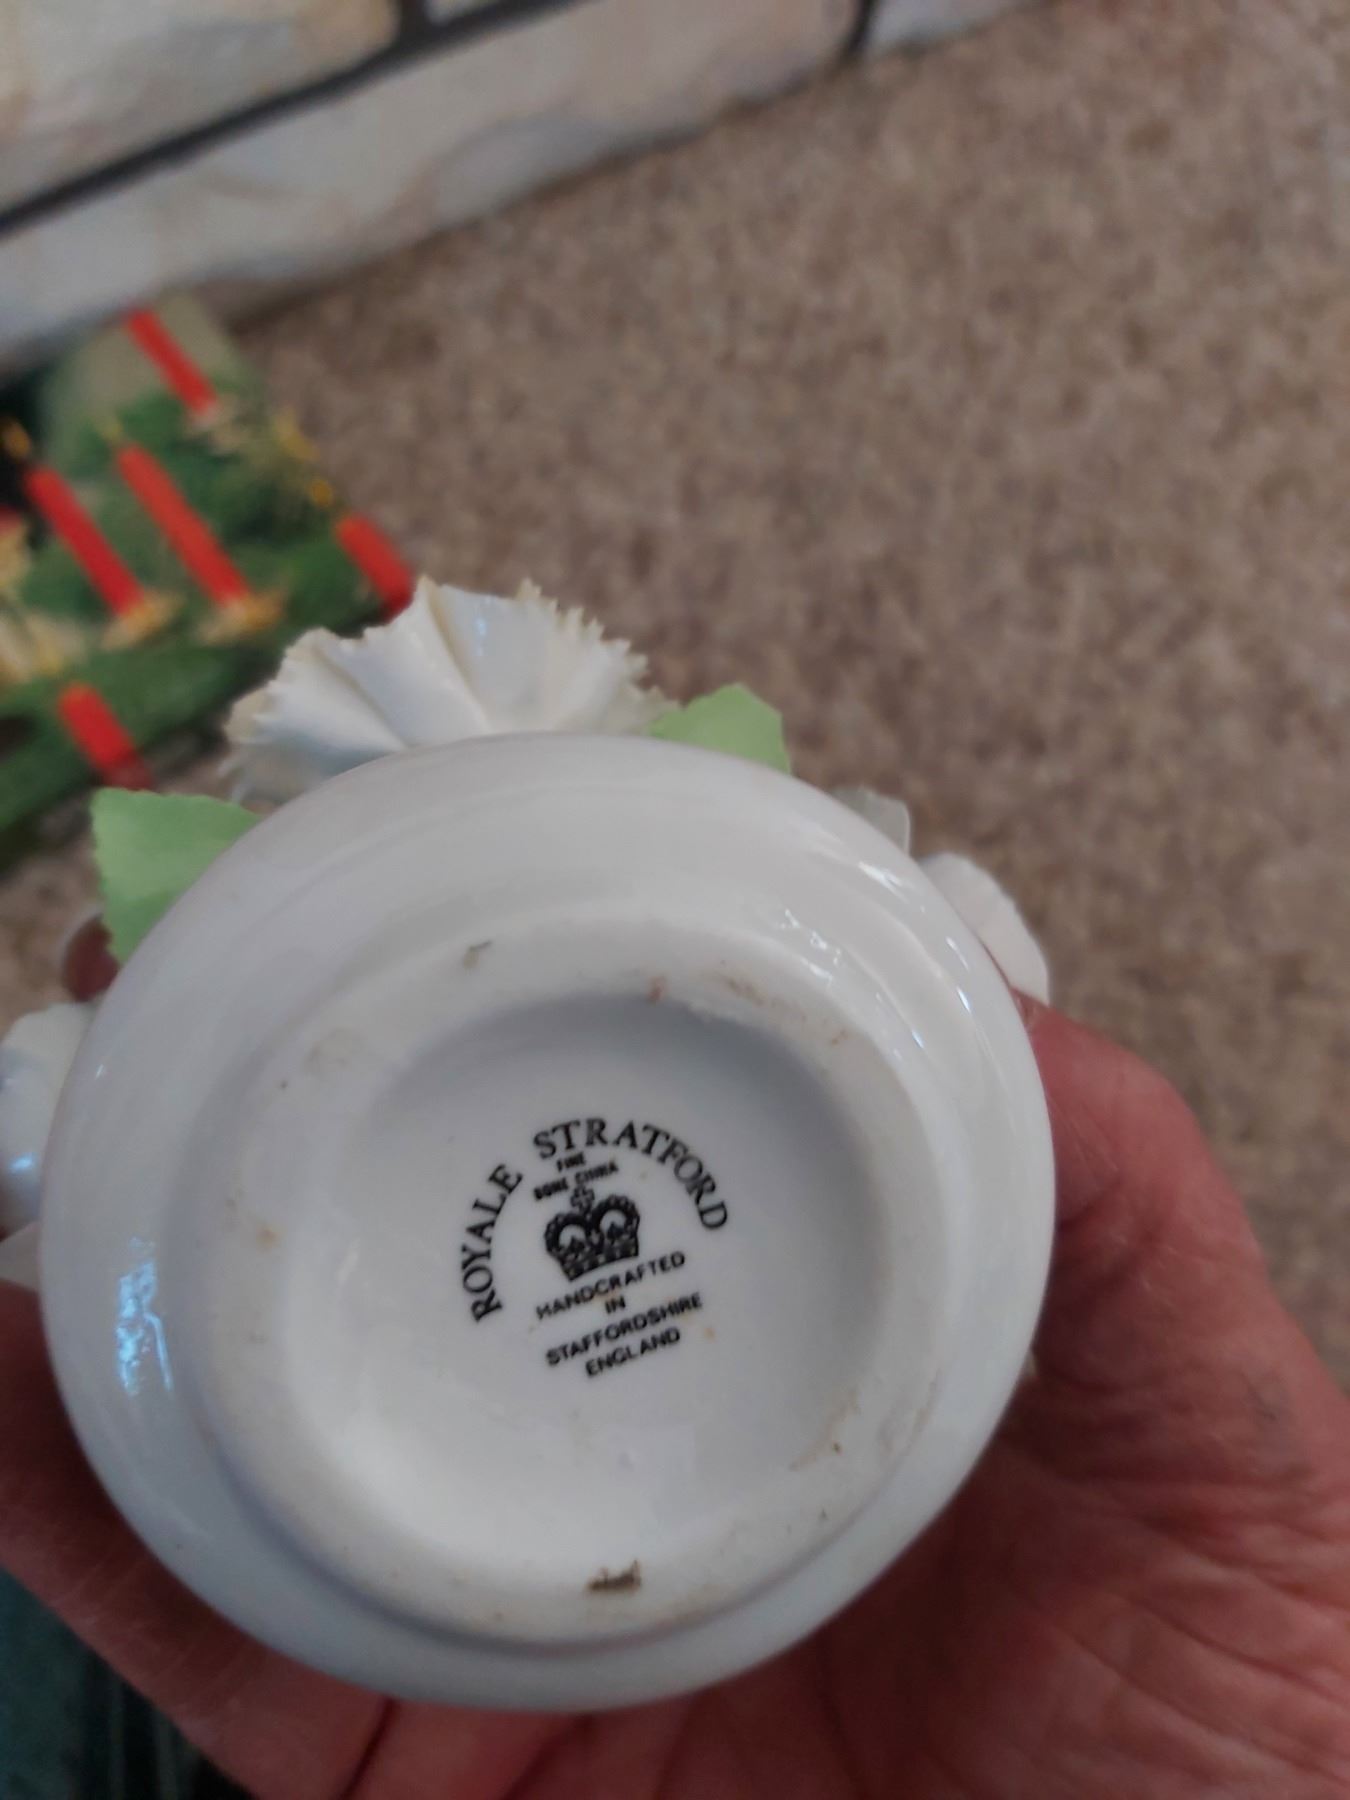 ROYALE STRATFORD
FINE
BONE CHINA
HANDCRAFTED
IN
STAFFORDSHIRE
ENGLAND